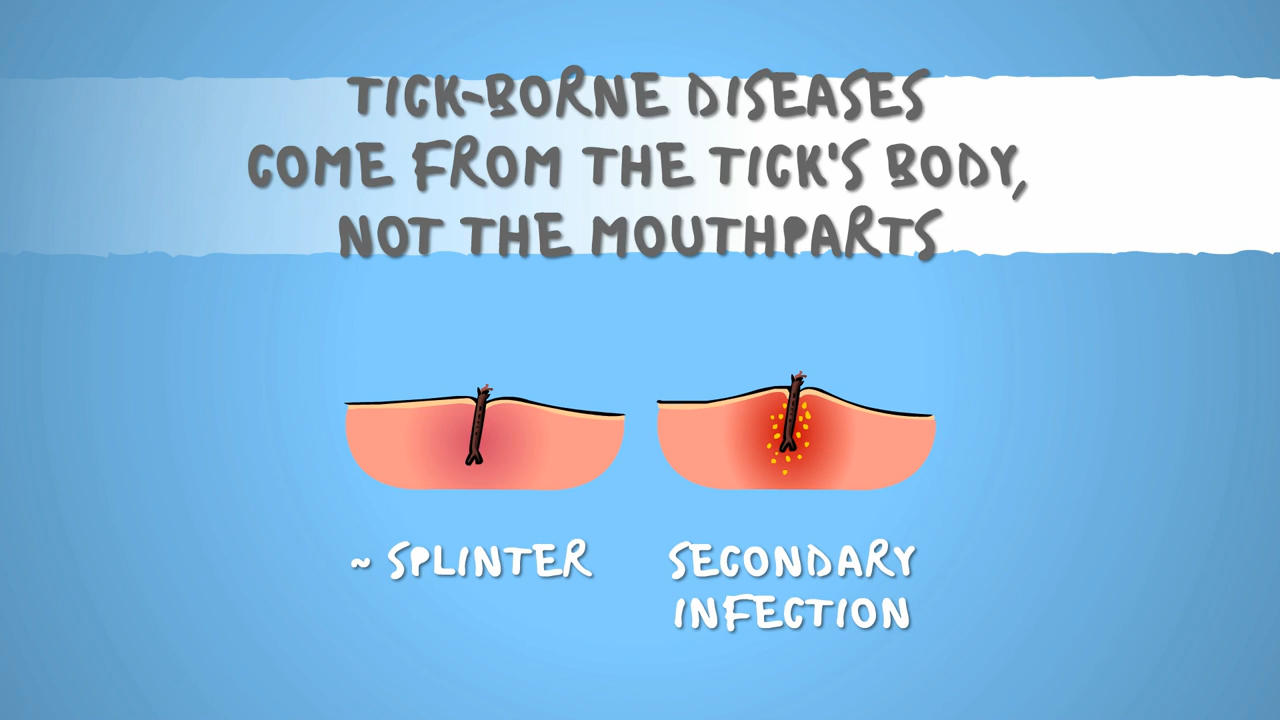 TICK-BORNE DISEASES
COME FROM THE TICK'S BODY,
NOT THE MOUTHPARTS
~ SPLINTER
SECONDARY
INFECTION